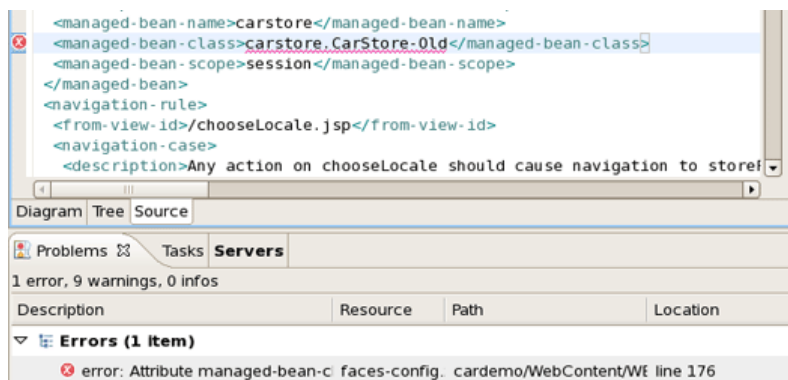 <managed-bean-name>carstore</managed-bean-name>
<managed-bean-class>carstore.CarStore-Old</managed-bean-class>
<managed-bean-scope>session</managed-bean-scope>
</managed-bean>
<navigation-rule>
<from-view-id>/chooseLocale.jsp</from-view-id>
<navigation-case>
<description>Any action on chooseLocale should cause navigation to storeF
Diagram Tree Source
Problems Tasks Servers
1 error, 9 warnings, 0 infos
Description Resource Path Location
Errors (1 item)
error: Attribute managed-bean-c faces-config. cardemo/WebContent/WE line 176